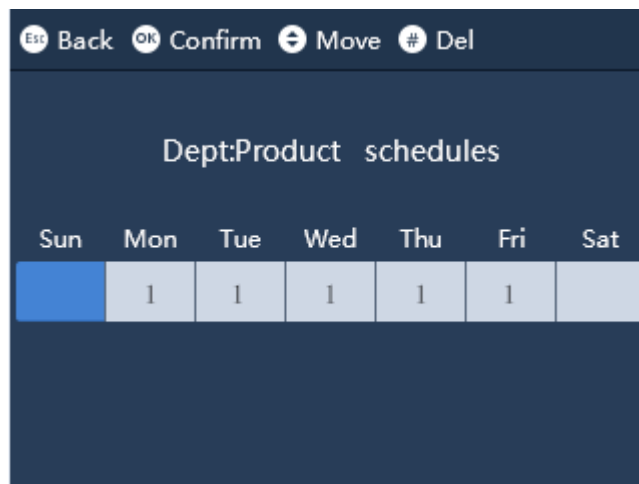 Esc Back OK Confirm Move # Del
Dept:Product schedules
Sun Mon Tue Wed Thu Fri Sat
1 1 1 1 1